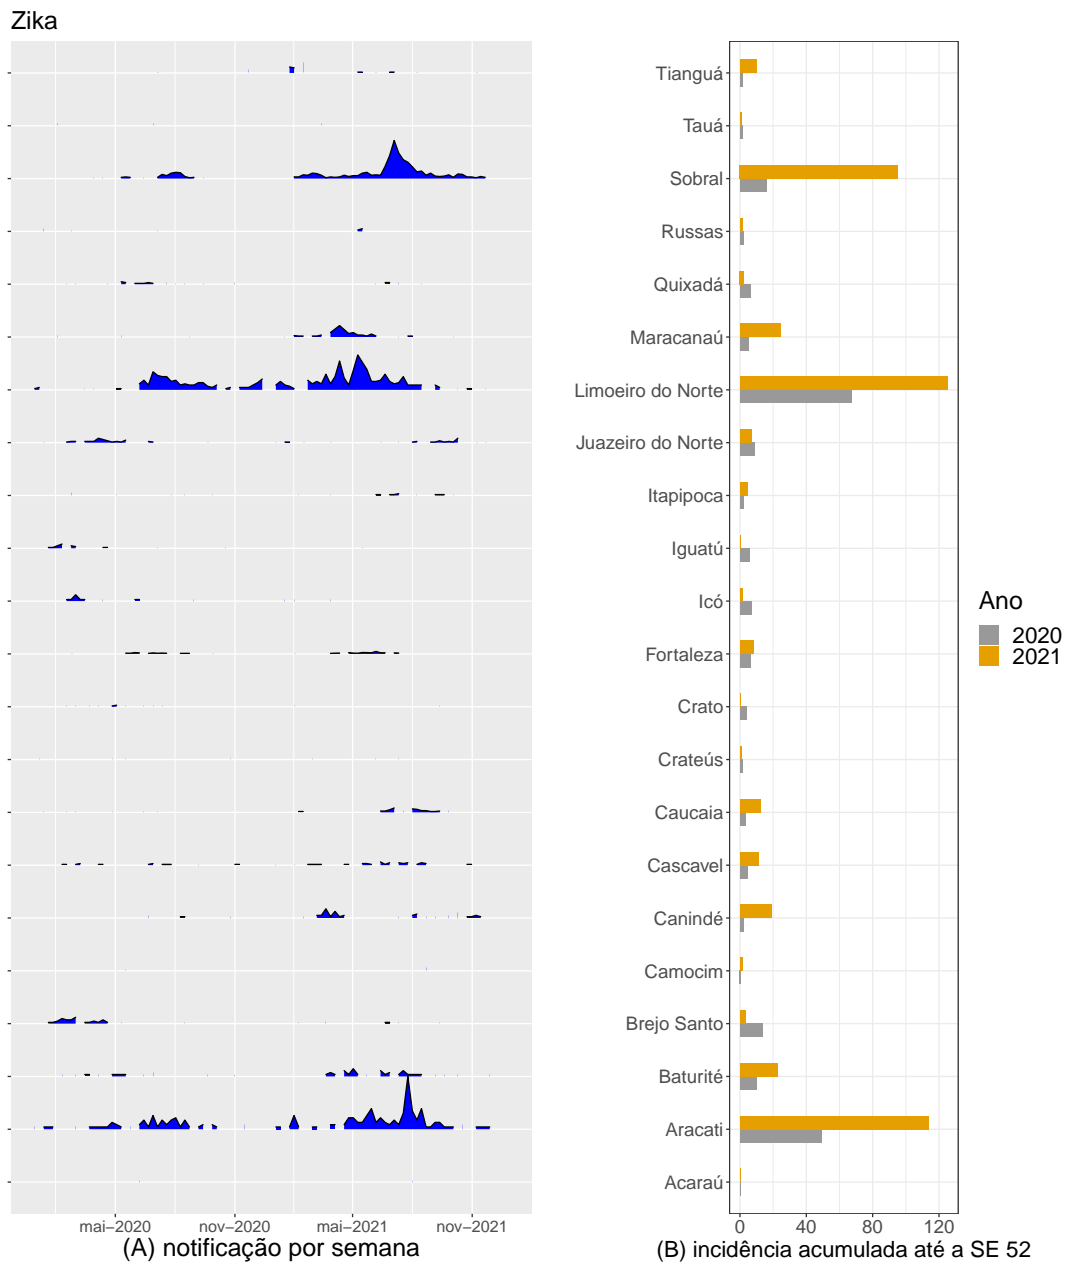 Zika
Tianguá
Tauá
Sobral
Russas
Quixadá
Maracanaú
Limoeiro do Norte
Juazeiro do Norte
Itapipoca
Iguatú
Icó
Fortaleza
Crato
Crateús
Caucaia
Cascavel
Canindé
Camocim
Brejo Santo
Baturité
Aracati
Acaraú
Ano
2020
2021
mai–2020 nov–2020 mai–2021 nov–2021
(A) notificação por semana
0 40 80 120
(B) incidência acumulada até a SE 52